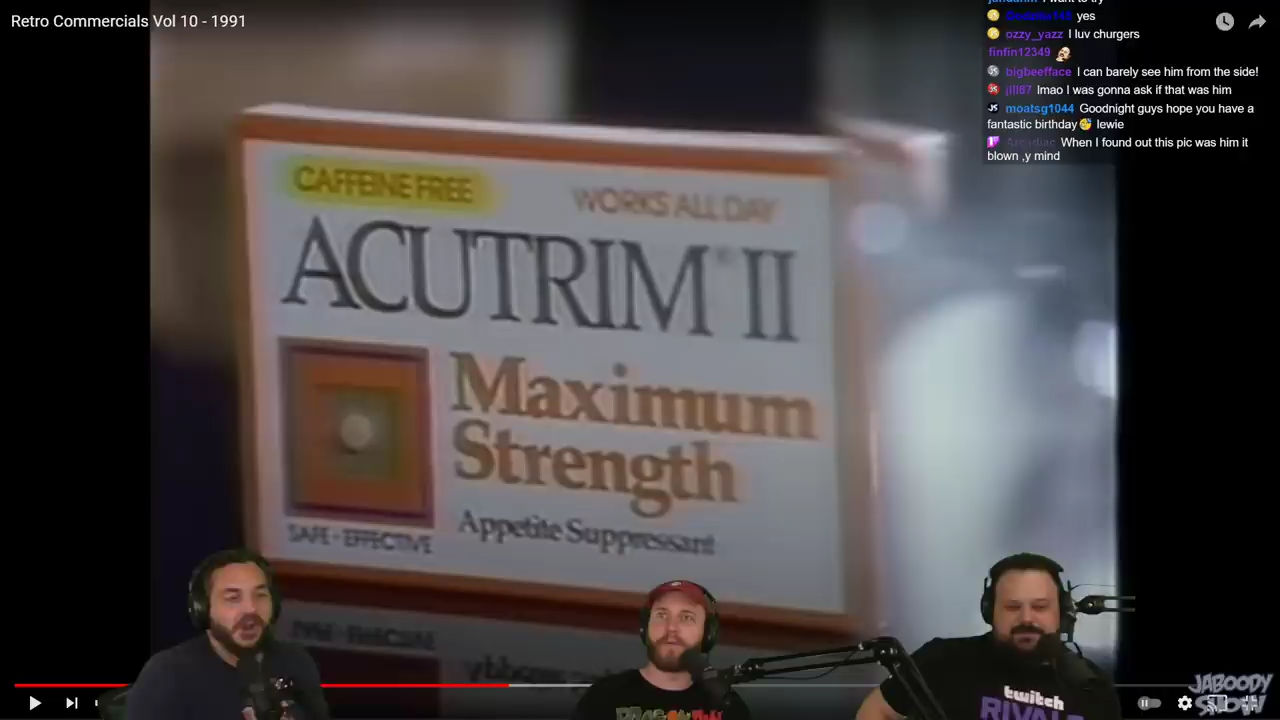 Retro Commercials Vol 10 - 1991
yes
ozzy_yazz I luv churgers
finfin12349
bigbeefface I can barely see him from the side!
jill87 lmao I was gonna ask if that was him
moatsg1044 Goodnight guys hope you have a
fantastic birthday lewie
When I found out this pic was him it
blown ,y mind
CAFFEINE FREE
WORKS ALL DAY
ACUTRIM® II
Maximum
Strength
Appetite Suppressant
SAFE - EFFECTIVE
twitch
JABOODY
SHOW